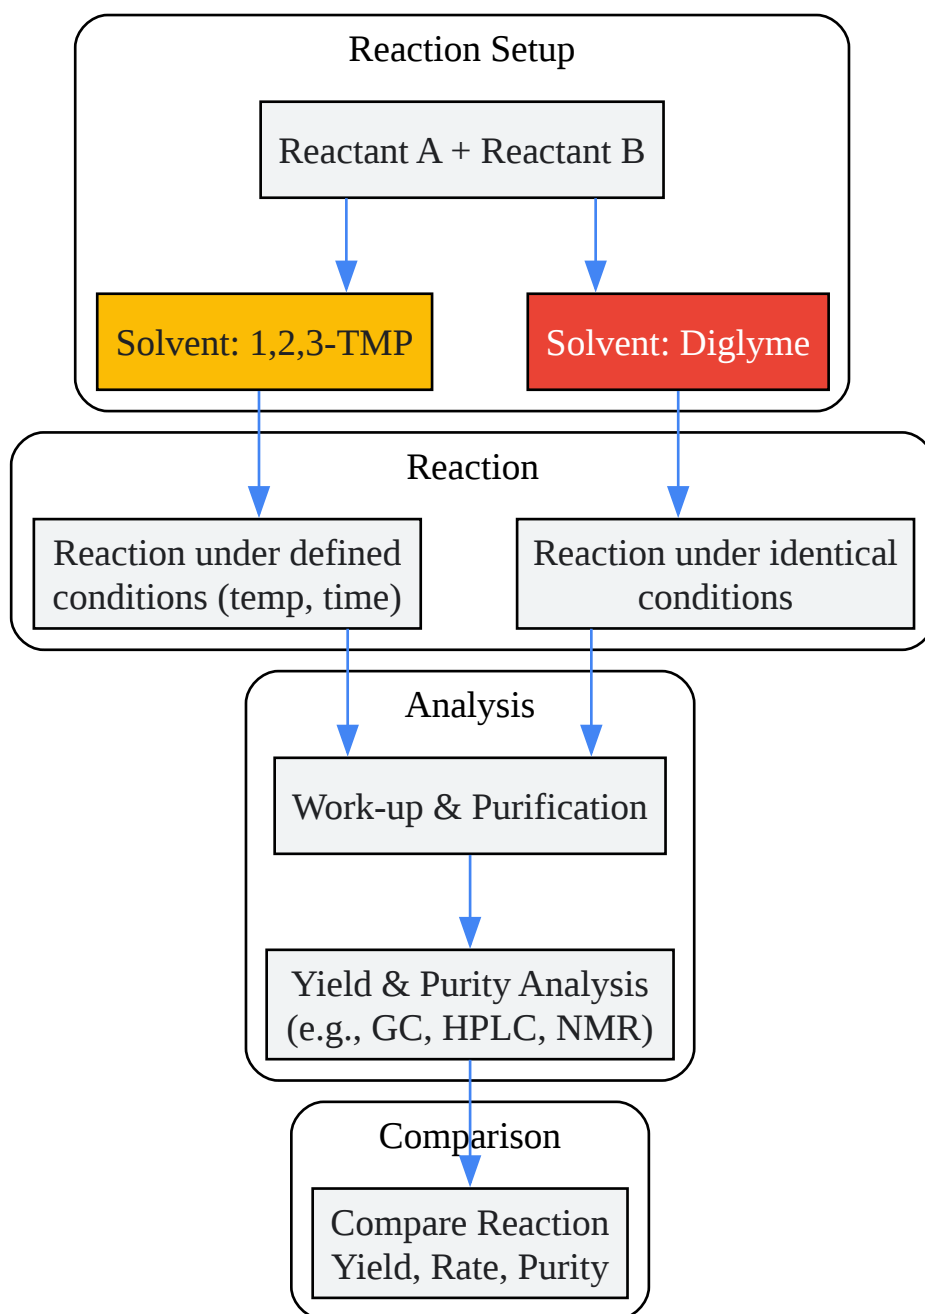 Reaction Setup
Reactant A + Reactant B
Solvent: 1,2,3-TMP
Solvent: Diglyme
Reaction
Reaction under defined
conditions (temp, time)
Reaction under identical
conditions
Analysis
Work-up & Purification
Yield & Purity Analysis
(e.g., GC, HPLC, NMR)
Comparison
Compare Reaction
Yield, Rate, Purity